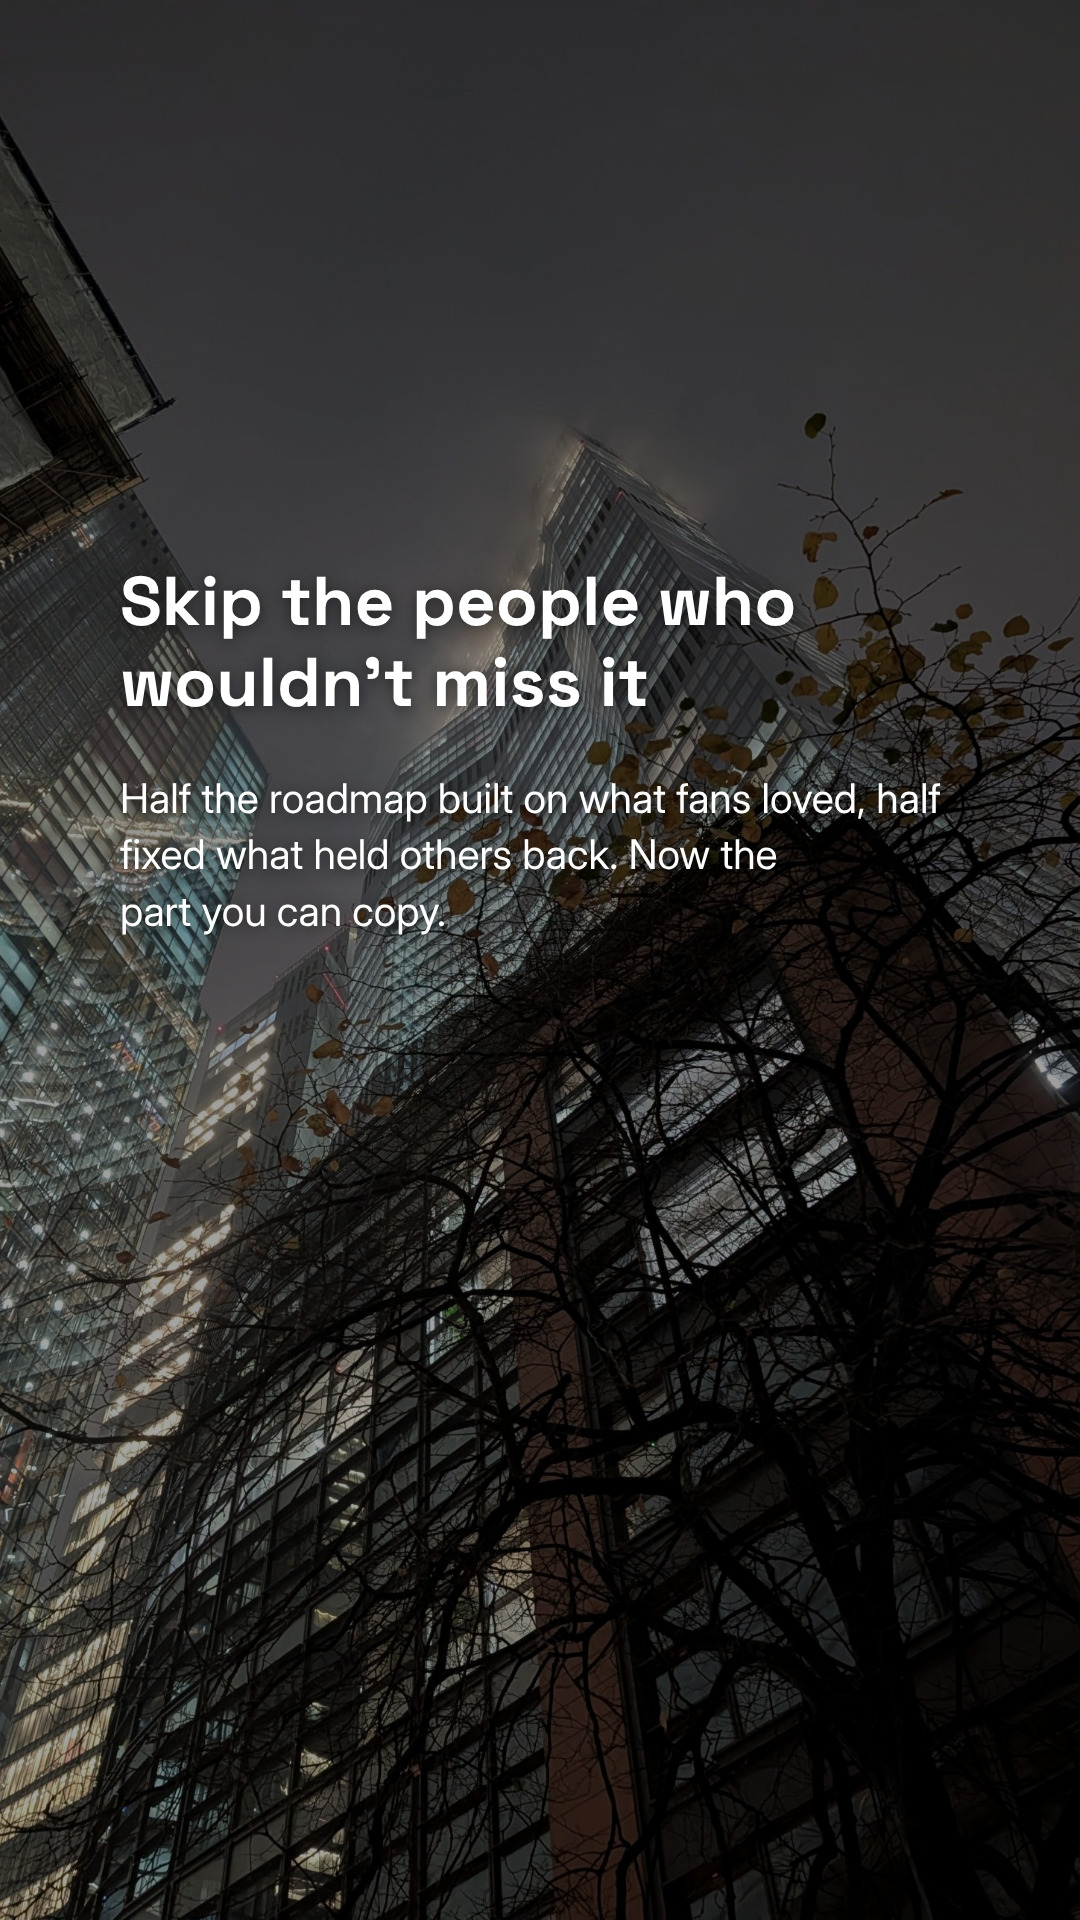 Skip the people who
wouldn’t miss it
Half the roadmap built on what fans loved, half
fixed what held others back. Now the
part you can copy.